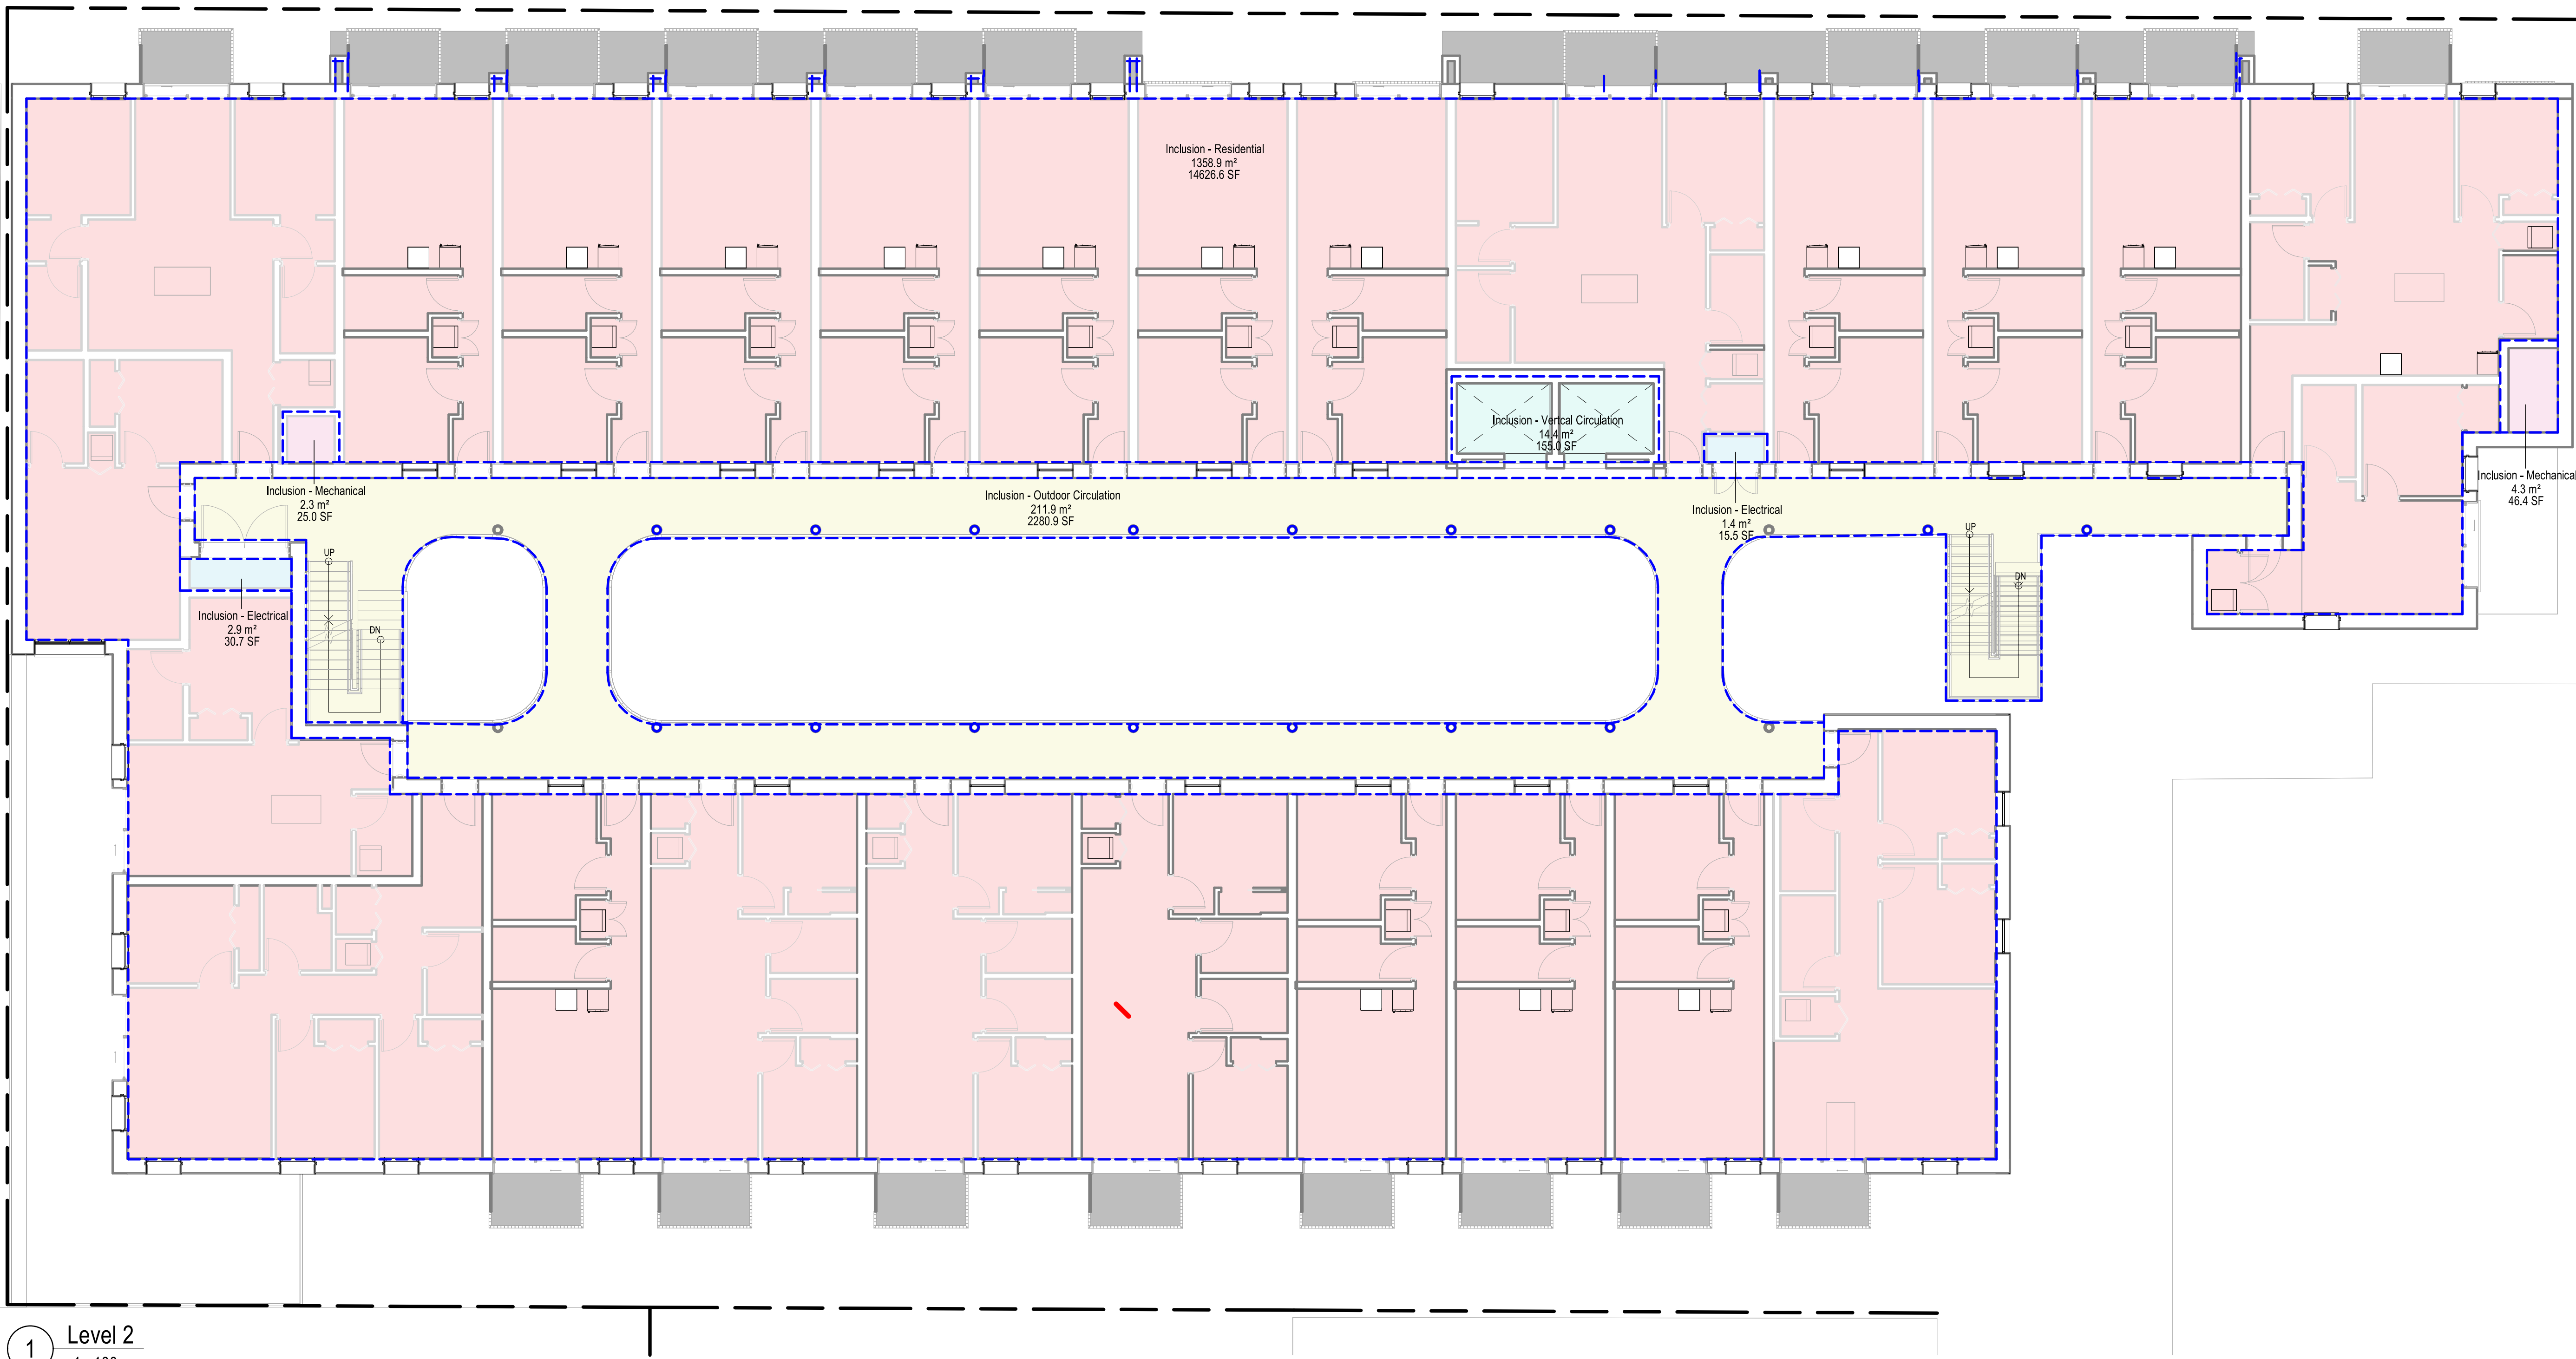 Inclusion - Residential
1358.9 m²
14626.6 SF
Inclusion - Vertcal Circulation
14.4 m²
155.0 SF
Inclusion - Mechanical
2.3 m²
25.0 SF
Inclusion - Outdoor Circulation
211.9 m²
2280.9 SF
Inclusion - Electrical
1.4 m²
15.5 SF
Inclusion - Mechanical
4.3 m²
46.4 SF
UP
UP
DN
DN
Inclusion - Electrical
2.9 m²
30.7 SF
1
Level 2